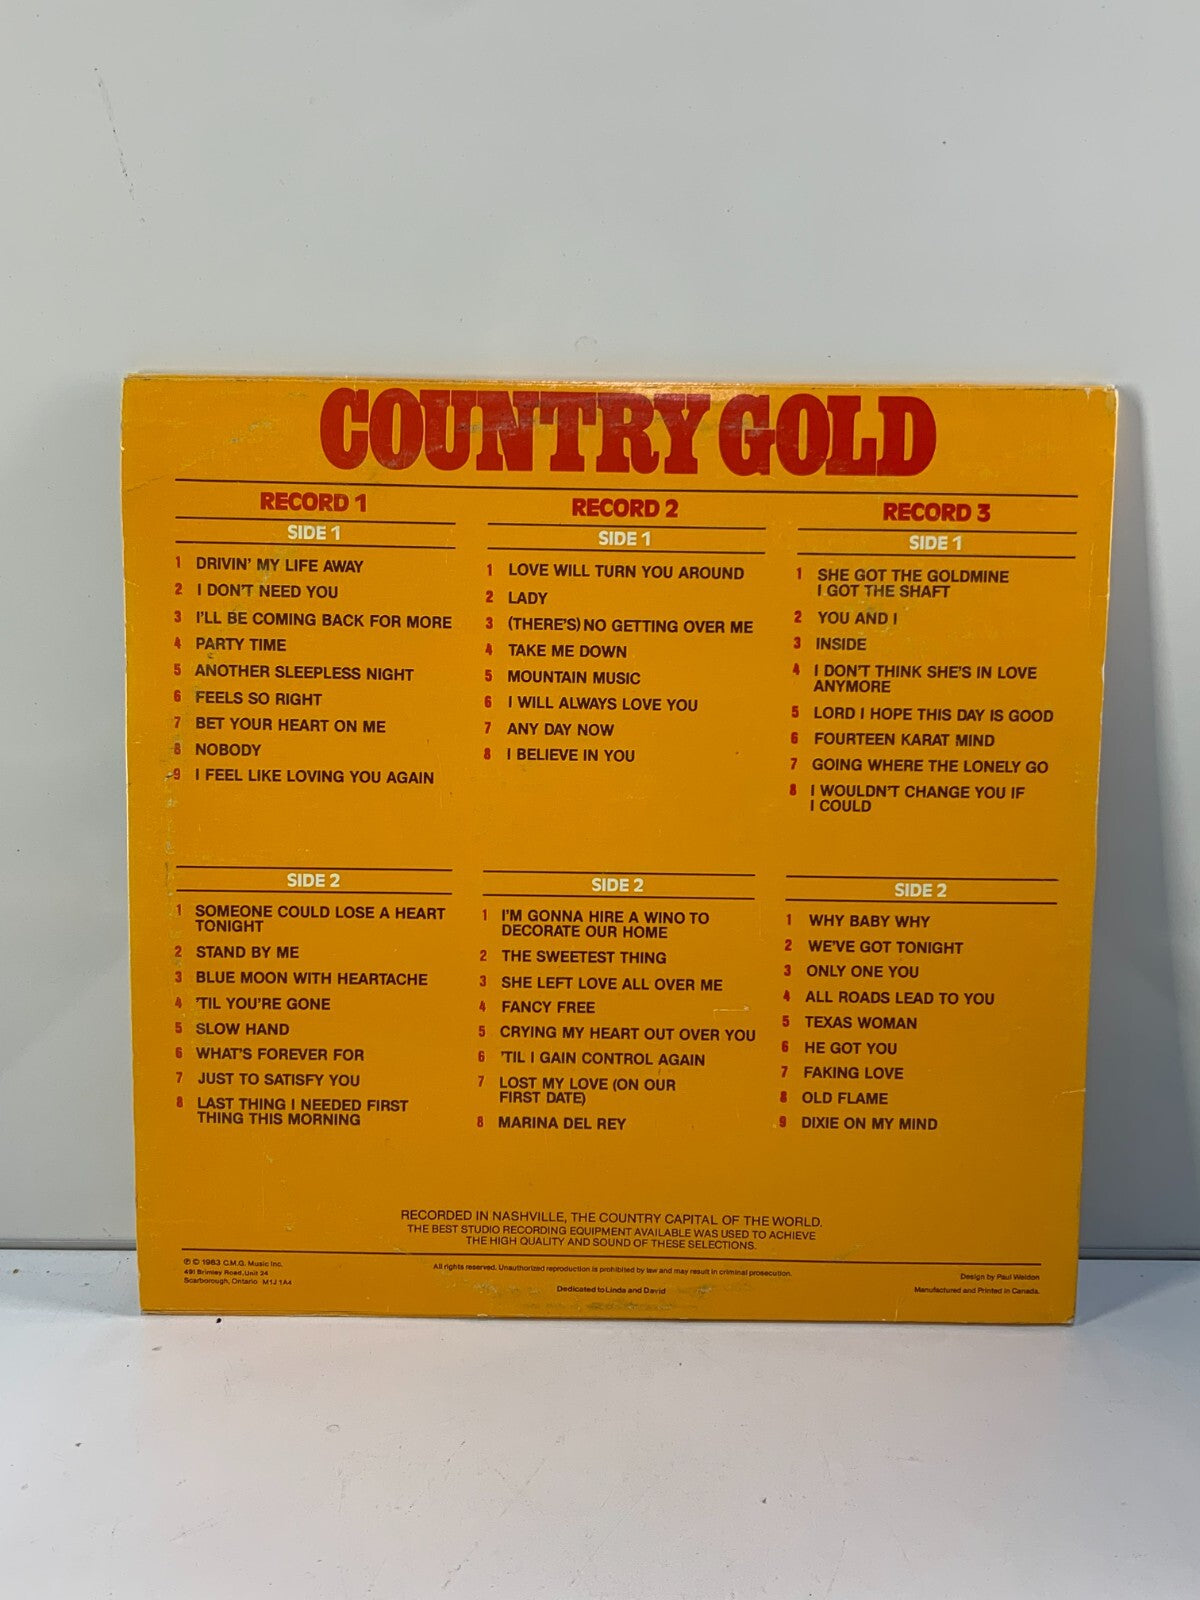 COUNTRY GOLD
RECORD 1
SIDE 1
1 DRIVIN' MY LIFE AWAY
2 I DON'T NEED YOU
3 I'LL BE COMING BACK FOR MORE
4 PARTY TIME
5 ANOTHER SLEEPLESS NIGHT
6 FEELS SO RIGHT
7 BET YOUR HEART ON ME
8 NOBODY
9 I FEEL LIKE LOVING YOU AGAIN
SIDE 2
1 SOMEONE COULD LOSE A HEART
TONIGHT
2 STAND BY ME
3 BLUE MOON WITH HEARTACHE
4 'TIL YOU'RE GONE
5 SLOW HAND
6 WHAT'S FOREVER FOR
7 JUST TO SATISFY YOU
8 LAST THING I NEEDED FIRST
THING THIS MORNING
RECORD 2
SIDE 1
1 LOVE WILL TURN YOU AROUND
2 LADY
3 (THERE'S) NO GETTING OVER ME
4 TAKE ME DOWN
5 MOUNTAIN MUSIC
6 I WILL ALWAYS LOVE YOU
7 ANY DAY NOW
8 I BELIEVE IN YOU
SIDE 2
1 I'M GONNA HIRE A WINO TO
DECORATE OUR HOME
2 THE SWEETEST THING
3 SHE LEFT LOVE ALL OVER ME
4 FANCY FREE
5 CRYING MY HEART OUT OVER YOU
6 'TIL I GAIN CONTROL AGAIN
7 LOST MY LOVE (ON OUR
FIRST DATE)
8 MARINA DEL REY
RECORD 3
SIDE 1
1 SHE GOT THE GOLDMINE
I GOT THE SHAFT
2 YOU AND I
3 INSIDE
4 I DON'T THINK SHE'S IN LOVE
ANYMORE
5 LORD I HOPE THIS DAY IS GOOD
6 FOURTEEN KARAT MIND
7 GOING WHERE THE LONELY GO
8 I WOULDN'T CHANGE YOU IF
I COULD
SIDE 2
1 WHY BABY WHY
2 WE'VE GOT TONIGHT
3 ONLY ONE YOU
4 ALL ROADS LEAD TO YOU
5 TEXAS WOMAN
6 HE GOT YOU
7 FAKING LOVE
8 OLD FLAME
9 DIXIE ON MY MIND
RECORDED IN NASHVILLE, THE COUNTRY CAPITAL OF THE WORLD.
THE BEST STUDIO RECORDING EQUIPMENT AVAILABLE WAS USED TO ACHIEVE
THE HIGH QUALITY AND SOUND OF THESE SELECTIONS.
℗ © 1983 C.M.Q. Music Inc.
491 Brimley Road, Unit 24
Scarborough, Ontario M1J 1A4
All rights reserved. Unauthorized reproduction is prohibited by law and may result in criminal prosecution.
Dedicated to Linda and David
Design by Paul Weldon
Manufactured and Printed in Canada.